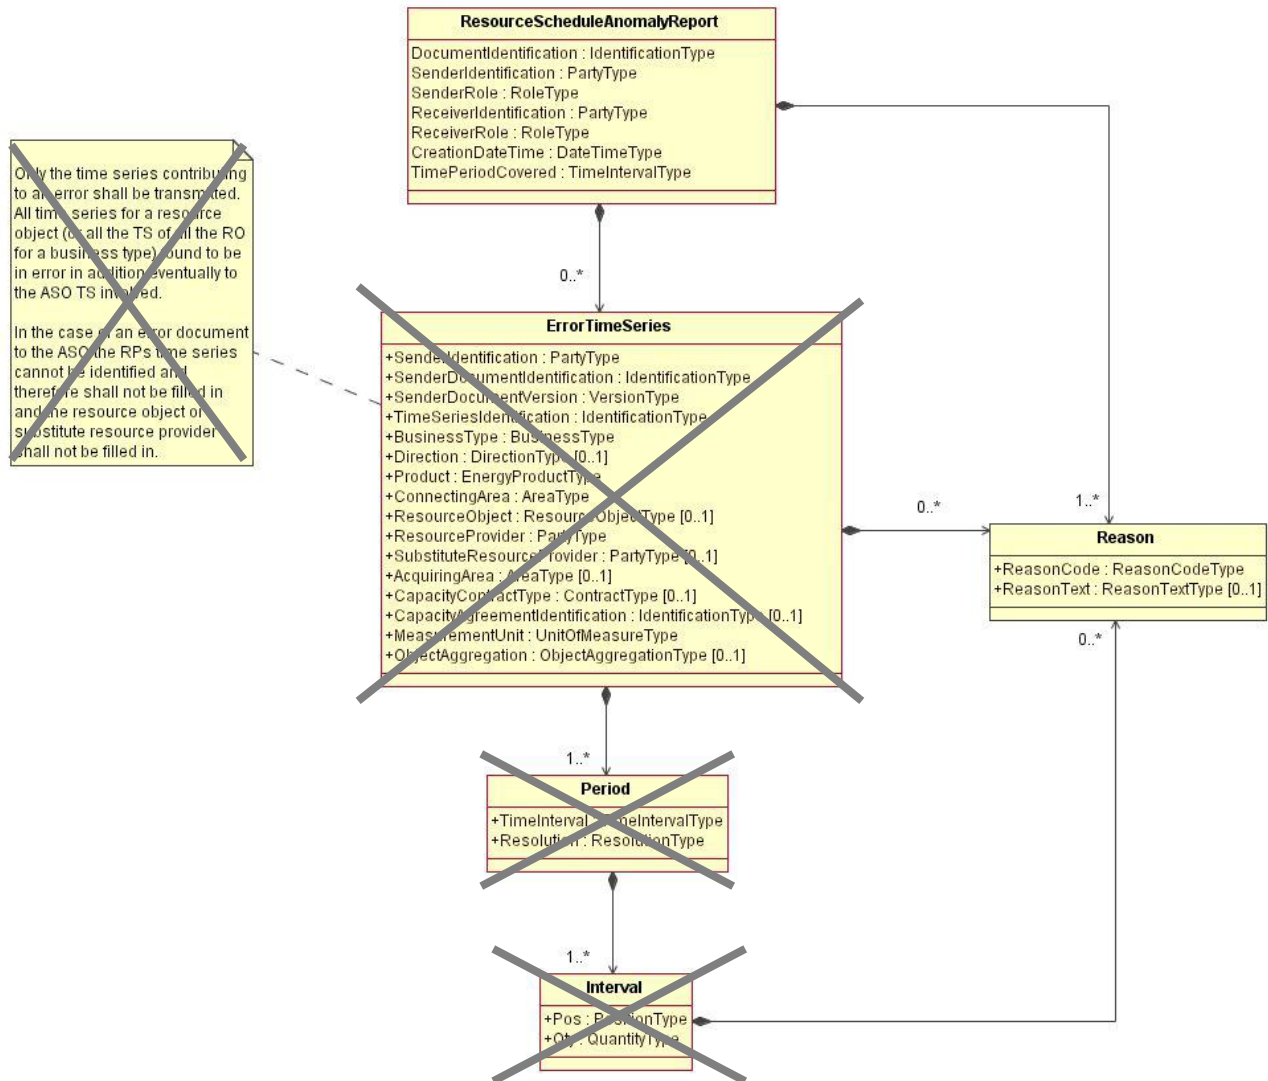 ResourceScheduleAnomalyReport
DocumentIdentification : IdentificationType
SenderIdentification : PartyType
SenderRole : RoleType
ReceiverIdentification : PartyType
ReceiverRole : RoleType
CreationDateTime : DateTimeType
TimePeriodCovered : TimeIntervalType
Only the time series contributing
to an error shall be transmitted.
All time series for a resource
object (or all the TS of all the RO
for a business type) found to be
in error in addition eventually to
the ASO TS involved.
In the case of an error document
to the ASO the RPs time series
cannot be identified and
therefore shall not be filled in
and the resource object or
substitute resource provider
shall not be filled in.
0..*
ErrorTimeSeries
+SenderIdentification : PartyType
+SenderDocumentIdentification : IdentificationType
+SenderDocumentVersion : VersionType
+TimeSeriesIdentification : IdentificationType
+BusinessType : BusinessType
+Direction : DirectionType [0..1]
+Product : EnergyProductType
+ConnectingArea : AreaType
+ResourceObject : ResourceObjectType [0..1]
+ResourceProvider : PartyType
+SubstituteResourceProvider : PartyType [0..1]
+AcquiringArea : AreaType [0..1]
+CapacityContractType : ContractType [0..1]
+CapacityAgreementIdentification : IdentificationType [0..1]
+MeasurementUnit : UnitOfMeasureType
+ObjectAggregation : ObjectAggregationType [0..1]
0..*
1..*
Reason
+ReasonCode : ReasonCodeType
+ReasonText : ReasonTextType [0..1]
0..*
1..*
Period
+TimeInterval : TimeIntervalType
+Resolution : ResolutionType
1..*
Interval
+Pos : PositionType
+Qty : QuantityType